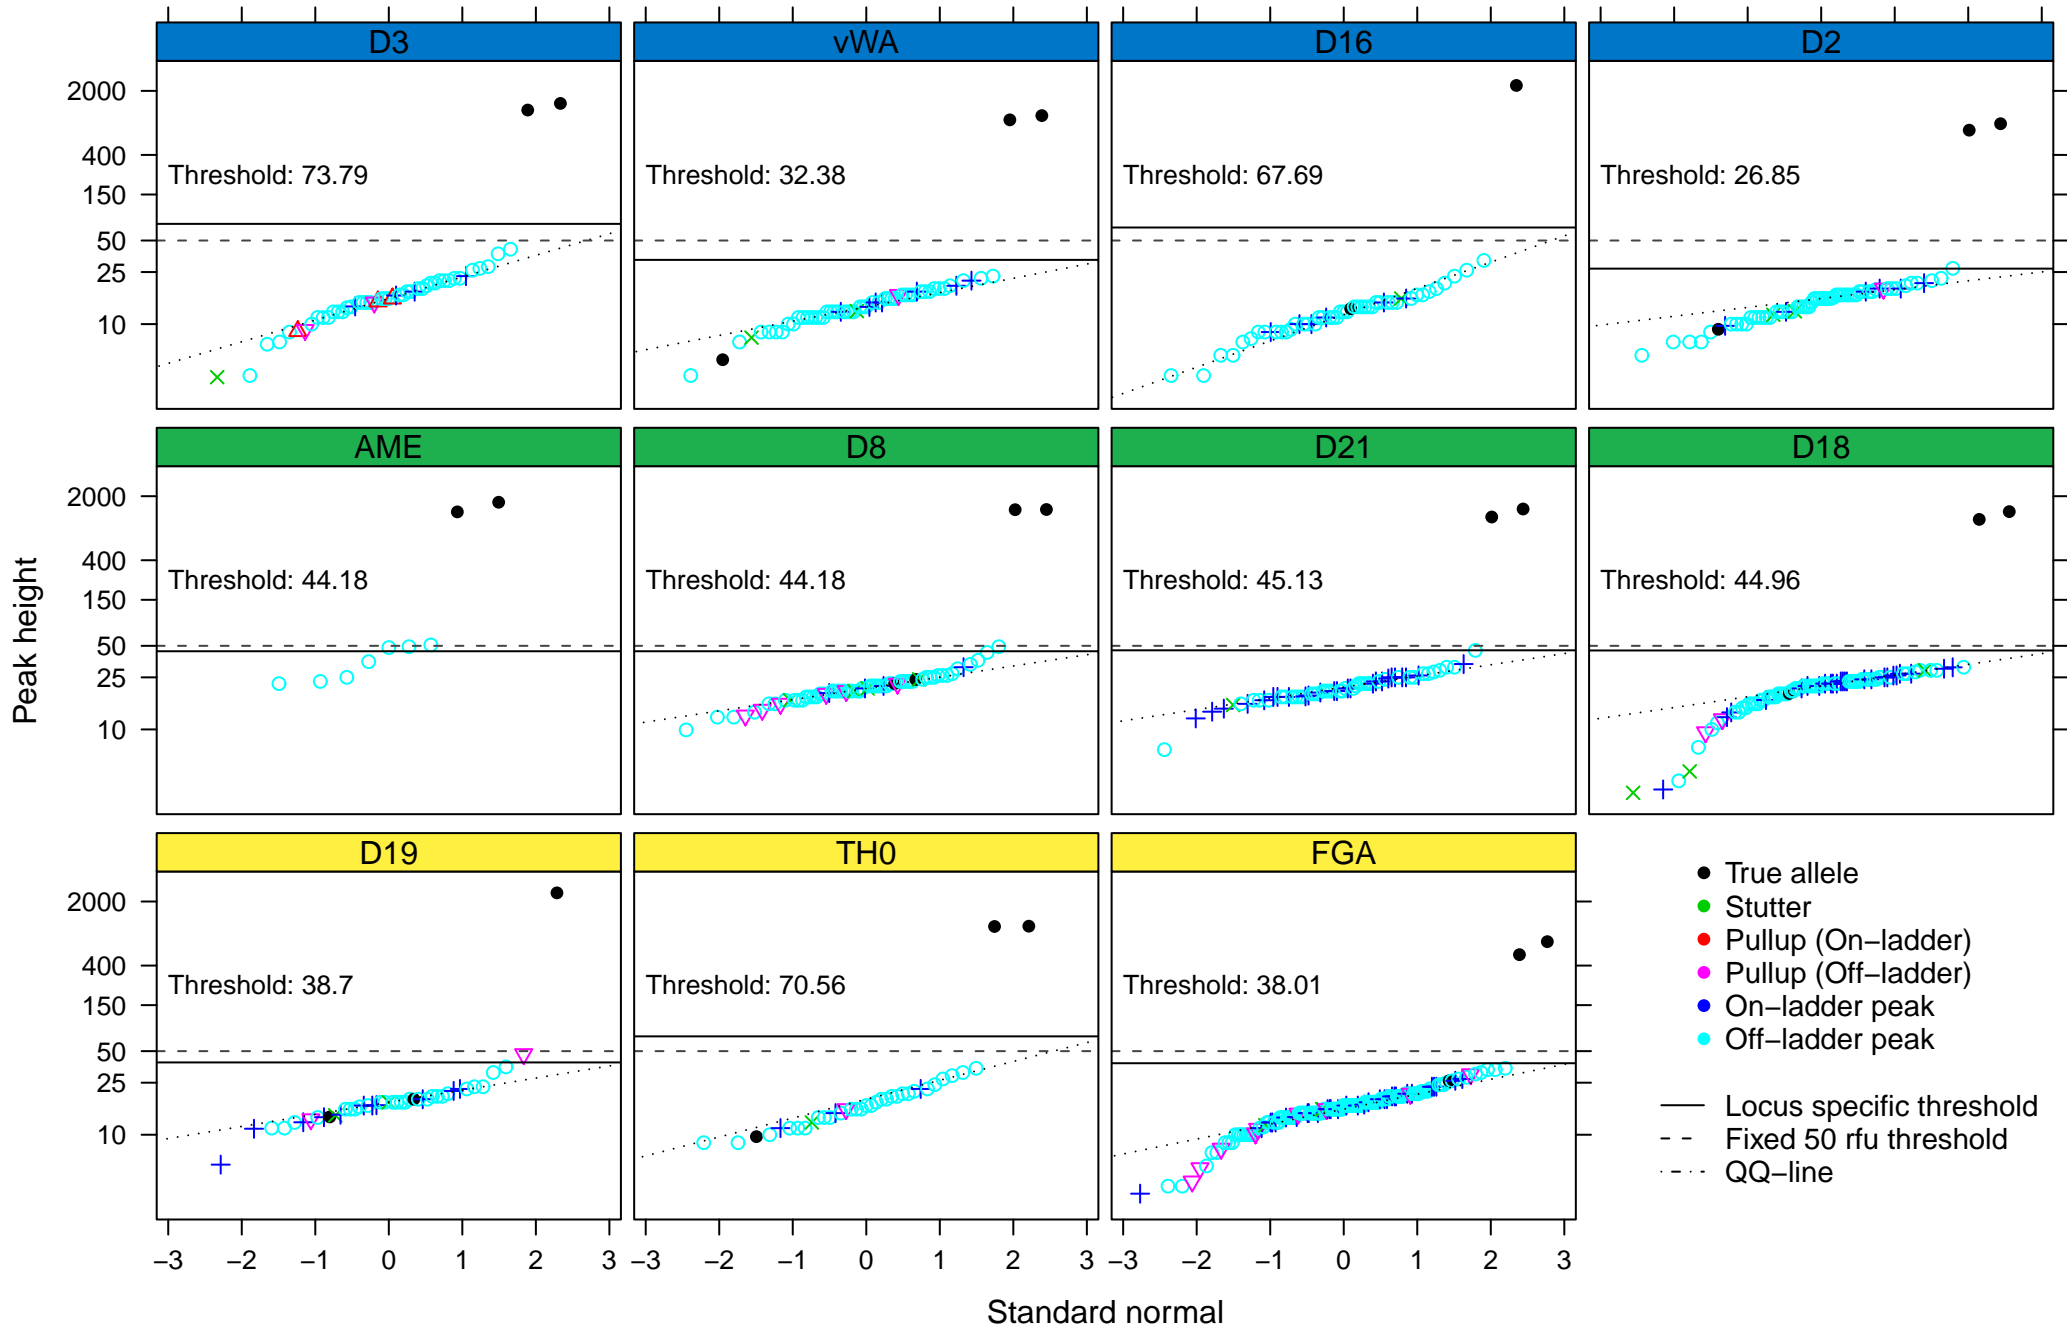 D3 vWA D16 D2
2000
400
150
50
25
10
Threshold: 73.79
Threshold: 32.38
Threshold: 67.69
Threshold: 26.85
AME D8 D21 D18
2000
400
150
50
25
10
Threshold: 44.18
Threshold: 44.18
Threshold: 45.13
Threshold: 44.96
Peak height
D19 TH0 FGA
2000
400
150
50
25
10
Threshold: 38.7
Threshold: 70.56
Threshold: 38.01
True allele
Stutter
Pullup (On−ladder)
Pullup (Off−ladder)
On−ladder peak
Off−ladder peak
Locus specific threshold
Fixed 50 rfu threshold
QQ−line
−3 −2 −1 0 1 2 3
−3 −2 −1 0 1 2 3
−3 −2 −1 0 1 2 3
Standard normal